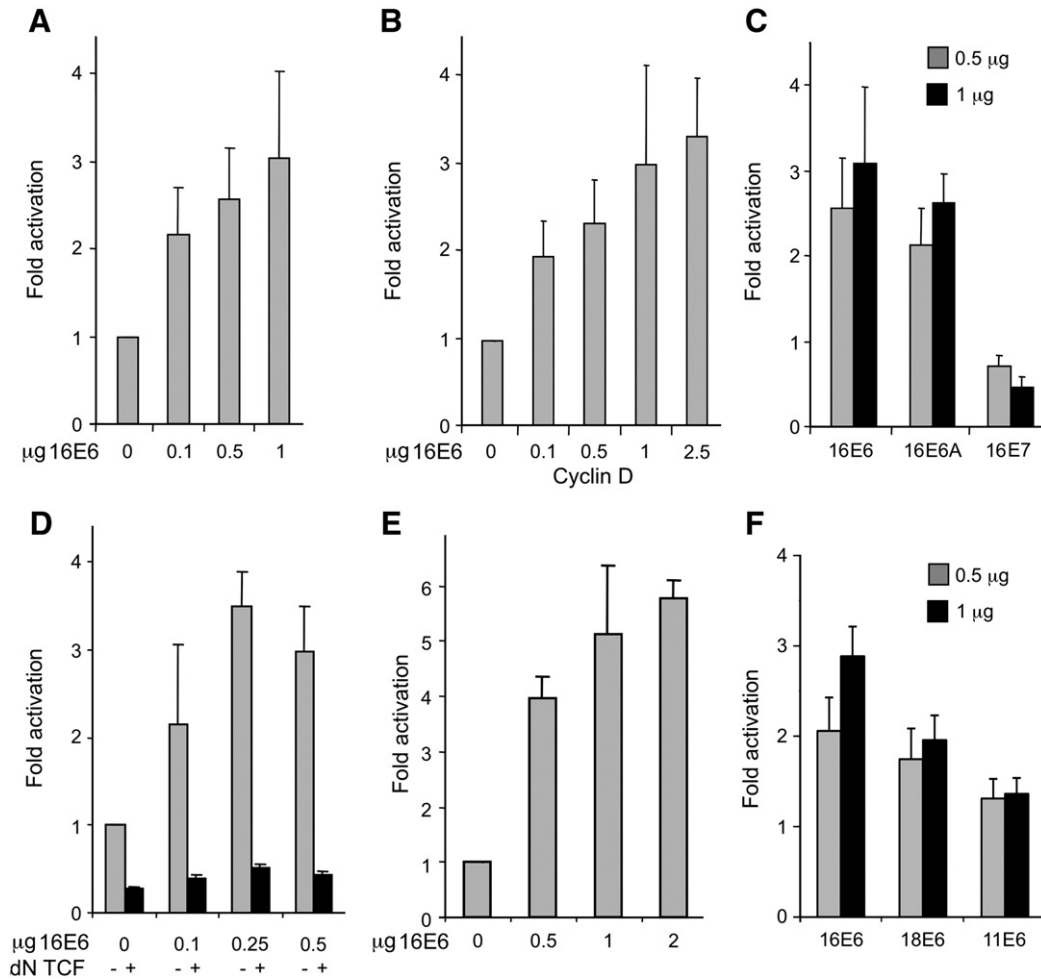 A
Fold activation
4
3
2
1
0
μg 16E6 0 0.1 0.5 1
B
Fold activation
4
3
2
1
0
μg 16E6 0 0.1 0.5 1 2.5
Cyclin D
C
0.5 μg
1 μg
Fold activation
4
3
2
1
0
16E6 16E6A 16E7
D
Fold activation
4
3
2
1
0
μg 16E6 0 0.1 0.25 0.5
dN TCF - + - + - + - +
E
Fold activation
6
5
4
3
2
1
0
μg 16E6 0 0.5 1 2
F
0.5 μg
1 μg
Fold activation
4
3
2
1
0
16E6 18E6 11E6